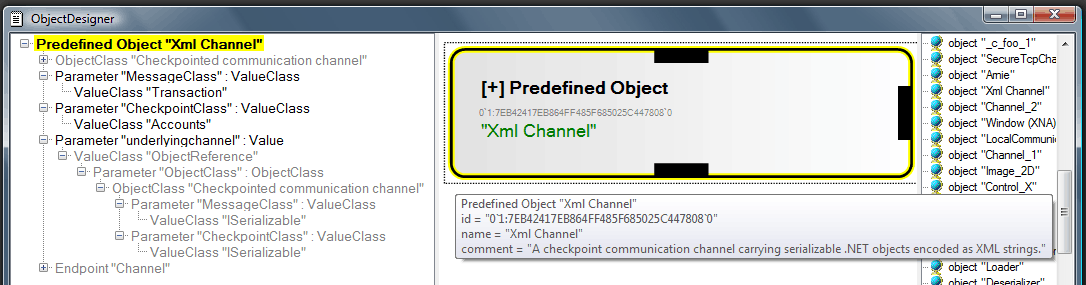 ObjectDesigner
Predefined Object "Xml Channel"
ObjectClass "Checkpointed communication channel"
Parameter "MessageClass" : ValueClass
ValueClass "Transaction"
Parameter "CheckpointClass" : ValueClass
ValueClass "Accounts"
Parameter "underlyingchannel" : Value
ValueClass "ObjectReference"
Parameter "ObjectClass" : ObjectClass
ObjectClass "Checkpointed communication channel"
Parameter "MessageClass" : ValueClass
ValueClass "ISerializable"
Parameter "CheckpointClass" : ValueClass
ValueClass "ISerializable"
Endpoint "Channel"
[+] Predefined Object
0`1:7EB42417EB864FF485F685025C447808`0
"Xml Channel"
Predefined Object "Xml Channel"
id = "0`1:7EB42417EB864FF485F685025C447808`0"
name = "Xml Channel"
comment = "A checkpoint communication channel carrying serializable .NET objects encoded as XML strings."
object "_c_foo_1"
object "SecureTcpCha
object "Amie"
object "Xml Channel"
object "Channel_2"
object "Window (XNA)
object "LocalCommuni
object "Channel_1"
object "Image_2D"
object "Control_X"
object "Loader"
object "Deserializer"